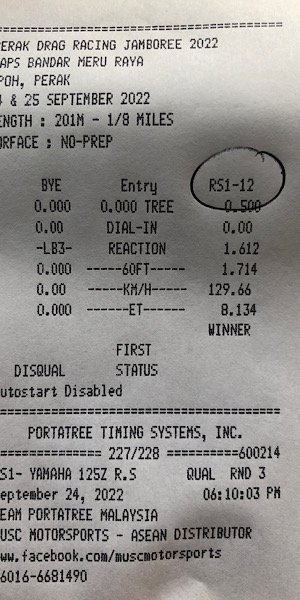 =============================
PERAK DRAG RACING JAMBOREE 2022
APS BANDAR MERU RAYA
POH, PERAK
& 25 SEPTEMBER 2022
ENGTH : 201M - 1/8 MILES
URFACE : NO-PREP
BYE Entry RS1-12
0.000 0.000 TREE 0.500
0.00 DIAL-IN 0.00
-LB3- REACTION 1.612
0.000 ------60FT------ 1.714
0.00 -----KM/H----- 129.66
0.000 ------ET------ 8.134
WINNER
FIRST
DISQUAL STATUS
utostart Disabled
=============================
PORTATREE TIMING SYSTEMS, INC.
============= 227/228 ==========600214
S1- YAMAHA 125Z R.S QUAL RND 3
eptember 24, 2022 06:10:03 PM
EAM PORTATREE MALAYSIA
USC MOTORSPORTS - ASEAN DISTRIBUTOR
ww.facebook.com/muscmotorsports
6016-6681490